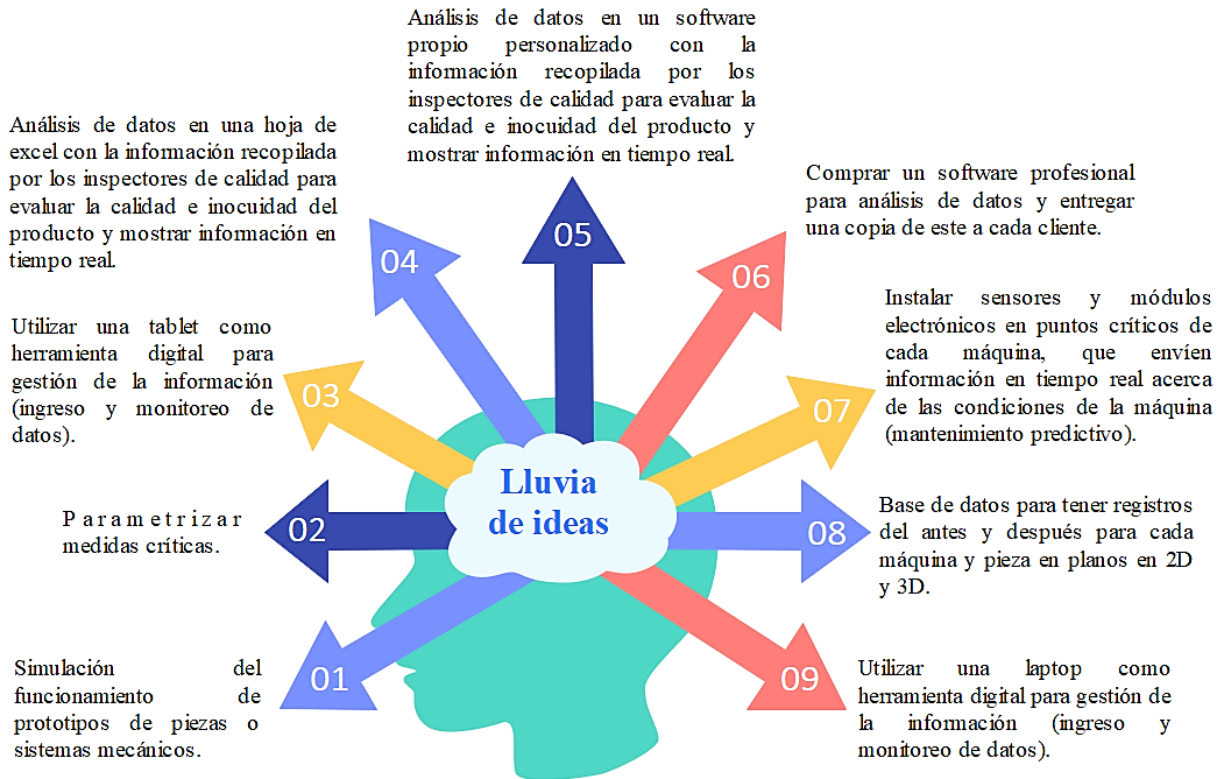 Análisis de datos en un software
propio personalizado con la
información recopilada por los
inspectores de calidad para evaluar la
calidad e inocuidad del producto y
mostrar información en tiempo real.
05
Análisis de datos en una hoja de
excel con la información recopilada
por los inspectores de calidad para
evaluar la calidad e inocuidad del
producto y mostrar información en
tiempo real.
04
Comprar un software profesional
para análisis de datos y entregar
una copia de este a cada cliente.
06
Utilizar una tablet como
herramienta digital para
gestión de la información
(ingreso y monitoreo de
datos).
03
Instalar sensores y módulos
electrónicos en puntos críticos de
cada máquina, que envíen
información en tiempo real acerca
de las condiciones de la máquina
(mantenimiento predictivo).
07
Lluvia
de ideas
Parametrizar
medidas críticas.
02
Base de datos para tener registros
del antes y después para cada
máquina y pieza en planos en 2D
y 3D.
08
Simulación del
funcionamiento de
prototipos de piezas o
sistemas mecánicos.
01
Utilizar una laptop como
herramienta digital para gestión de
la información (ingreso y
monitoreo de datos).
09